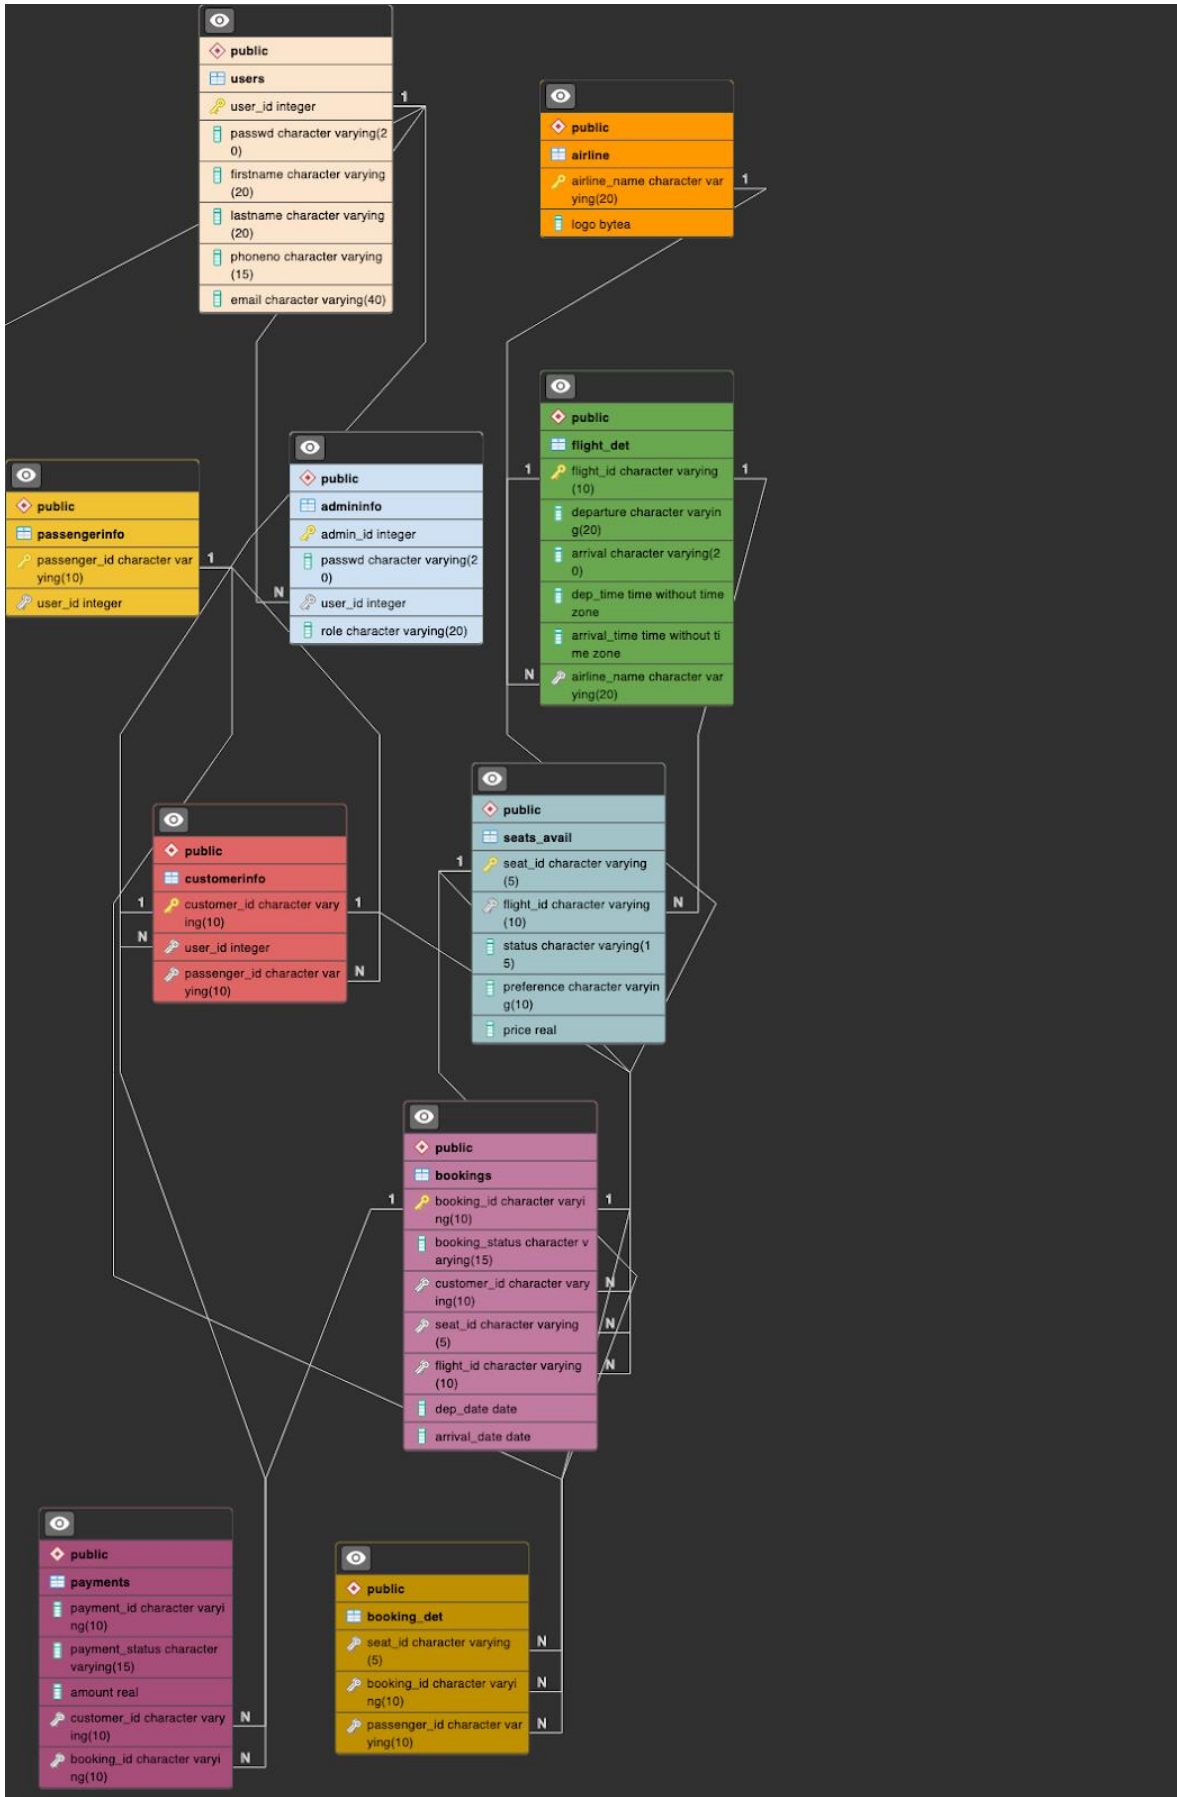 public
users
user_id integer
passwd character varying(2
0)
firstname character varying
(20)
lastname character varying
(20)
phoneno character varying
(15)
email character varying(40)
1
public
airline
airline_name character var
ying(20)
logo bytea
1
public
flight_det
flight_id character varying
(10)
departure character varyin
g(20)
arrival character varying(2
0)
dep_time time without time
zone
arrival_time time without ti
me zone
airline_name character var
ying(20)
1
1
N
public
passengerinfo
passenger_id character var
ying(10)
user_id integer
1
public
admininfo
admin_id integer
passwd character varying(2
0)
user_id integer
role character varying(20)
N
public
customerinfo
customer_id character vary
ing(10)
user_id integer
passenger_id character var
ying(10)
1
1
N
N
public
seats_avail
seat_id character varying
(5)
flight_id character varying
(10)
status character varying(1
5)
preference character varyin
g(10)
price real
1
N
public
bookings
booking_id character varyi
ng(10)
booking_status character v
arying(15)
customer_id character vary
ing(10)
seat_id character varying
(5)
flight_id character varying
(10)
dep_date date
arrival_date date
1
1
N
N
N
public
payments
payment_id character varyi
ng(10)
payment_status character
varying(15)
amount real
customer_id character vary
ing(10)
booking_id character varyi
ng(10)
N
N
public
booking_det
seat_id character varying
(5)
booking_id character varyi
ng(10)
passenger_id character var
ying(10)
N
N
N